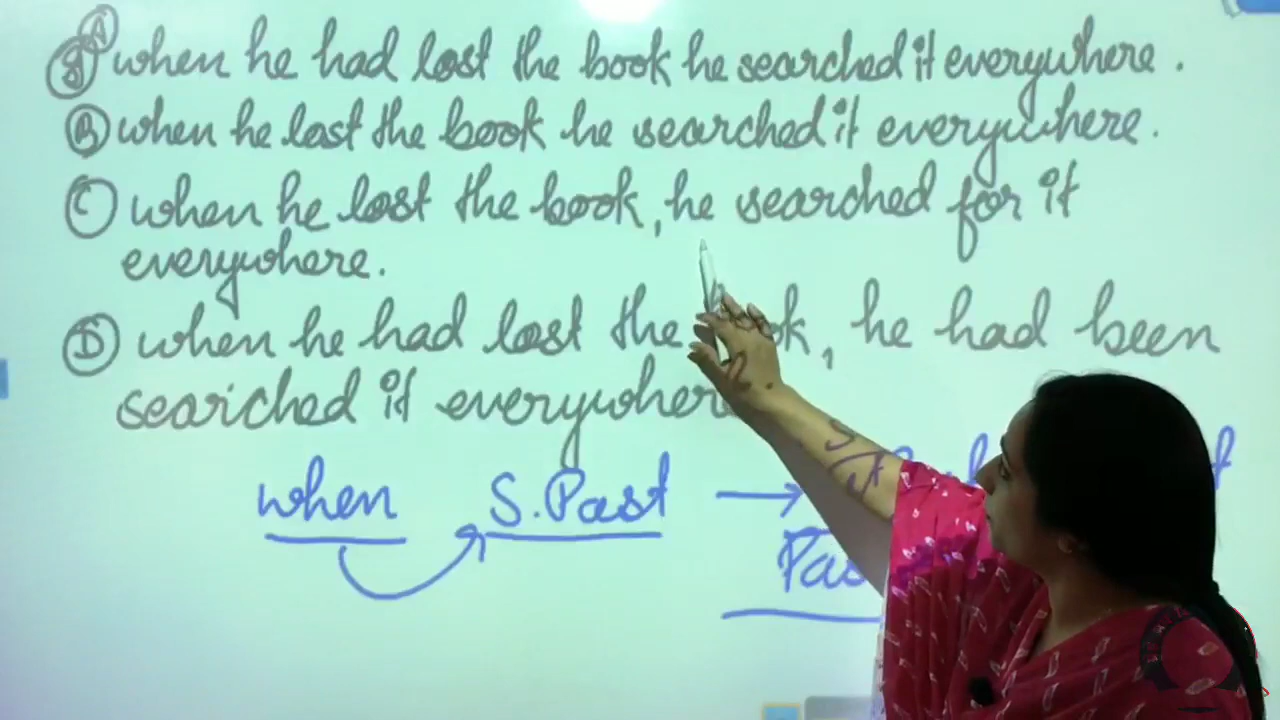 (A) when he had lost the book he searched it everywhere.
(B) when he lost the book he searched it everywhere.
(C) when he lost the book, he searched for it
everywhere.
(D) when he had lost the book, he had been
searched it everywhere
when S. Past →